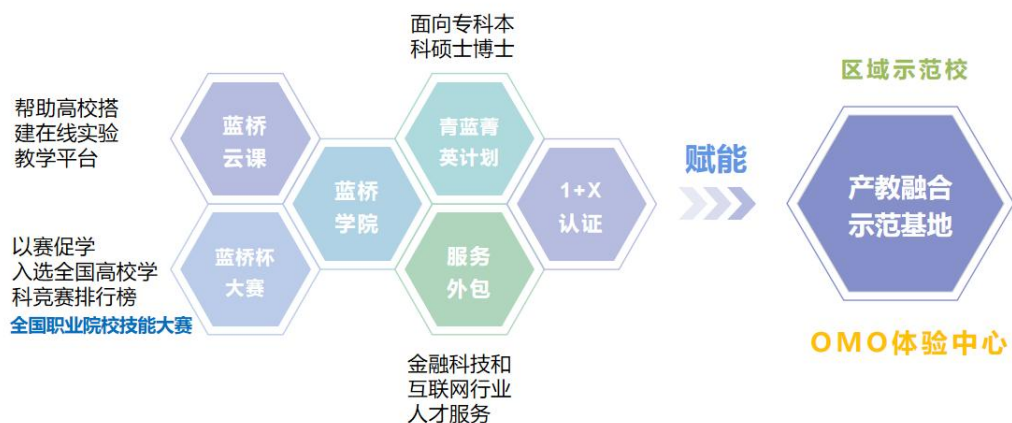 面向专科本
科硕士博士
区域示范校
帮助高校搭
建在线实验
教学平台
蓝桥
云课
青蓝菁
英计划
蓝桥
学院
1+X
认证
赋能
产教融合
示范基地
以赛促学
入选全国高校学
科竞赛排行榜
全国职业院校技能大赛
蓝桥杯
大赛
服务
外包
OMO体验中心
金融科技和
互联网行业
人才服务